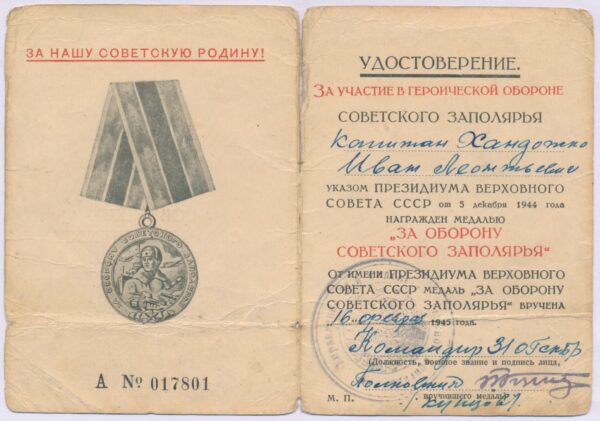 ЗА НАШУ СОВЕТСКУЮ РОДИНУ!
А № 017801
УДОСТОВЕРЕНИЕ.
ЗА УЧАСТИЕ В ГЕРОИЧЕСКОЙ ОБОРОНЕ
СОВЕТСКОГО ЗАПОЛЯРЬЯ
Капитан Хандожко
Иван Леонтьевич
УКАЗОМ ПРЕЗИДИУМА ВЕРХОВНОГО
СОВЕТА СССР от 5 декабря 1944 года
НАГРАЖДЕН МЕДАЛЬЮ
„ЗА ОБОРОНУ
СОВЕТСКОГО ЗАПОЛЯРЬЯ“
ОТ ИМЕНИ ПРЕЗИДИУМА ВЕРХОВНОГО
СОВЕТА СССР МЕДАЛЬ „ЗА ОБОРОНУ
СОВЕТСКОГО ЗАПОЛЯРЬЯ“ ВРУЧЕНА
16 1945 года.
Командир
(Должность, военное звание и подпись лица,
Полковник
М. П. вручившего медаль)
/Купцов/